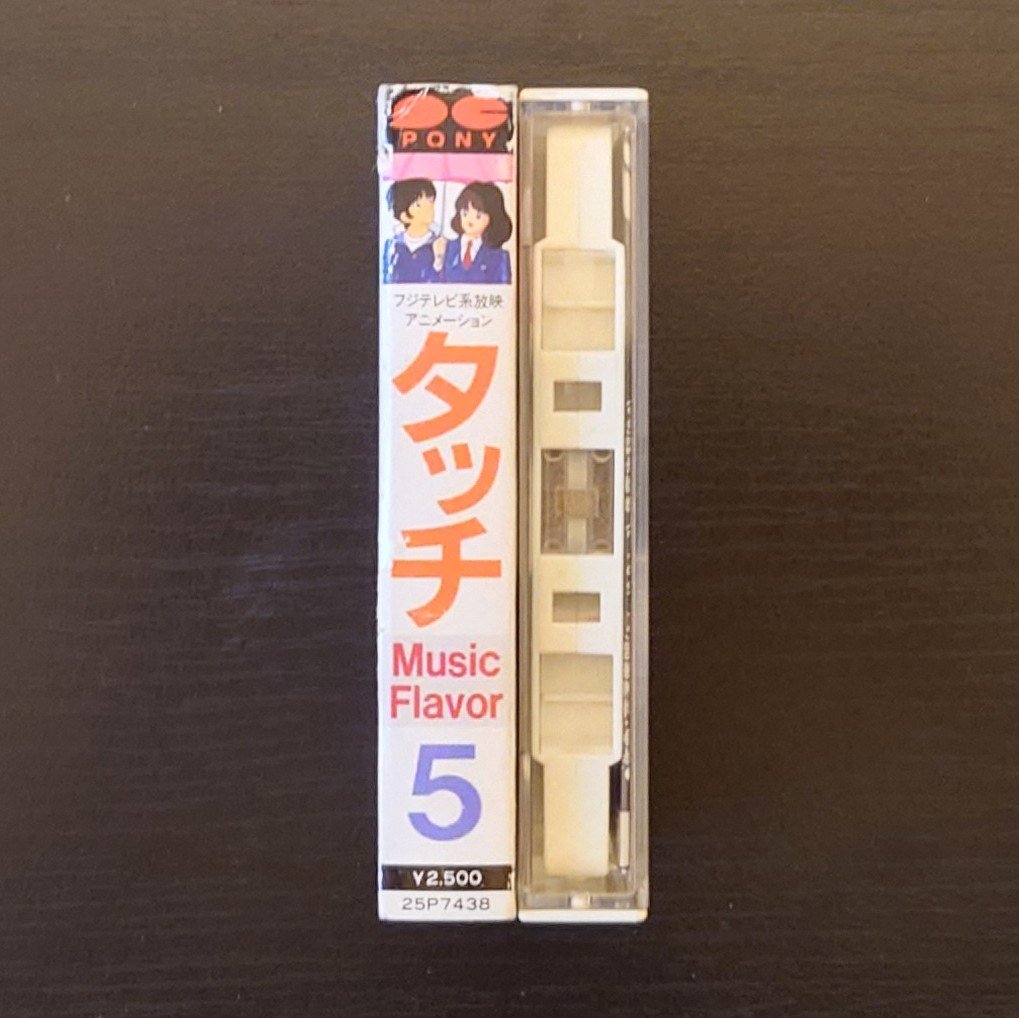 PONY
フジテレビ系放映
アニメーション
タッチ
Music
Flavor
5
¥2,500
25P7438